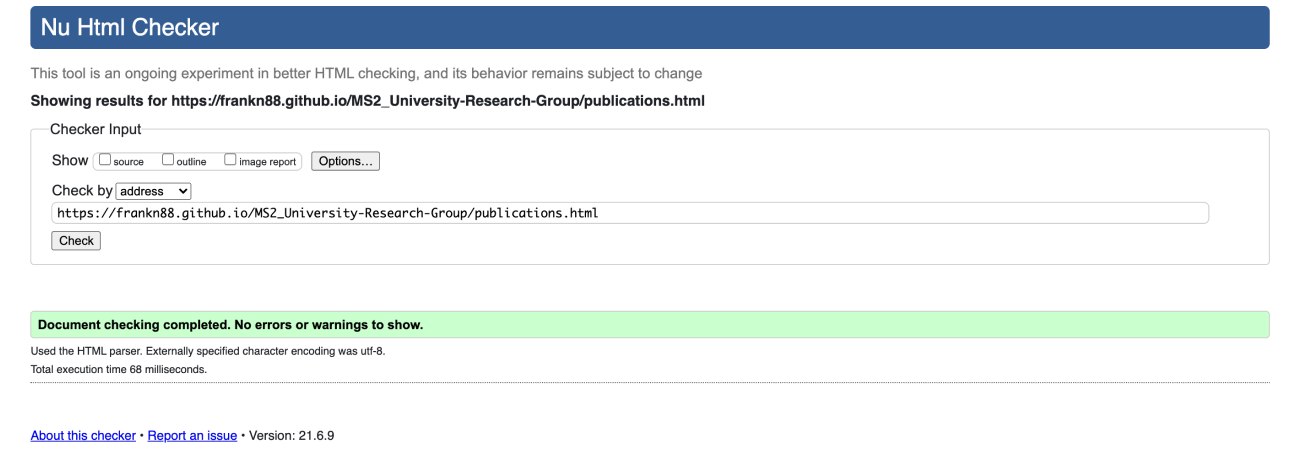 Nu Html Checker
This tool is an ongoing experiment in better HTML checking, and its behavior remains subject to change
Showing results for https://frankn88.github.io/MS2_University-Research-Group/publications.html
Checker Input
Show source outline image report Options...
Check by address
https://frankn88.github.io/MS2_University-Research-Group/publications.html
Check
Document checking completed. No errors or warnings to show.
Used the HTML parser. Externally specified character encoding was utf-8.
Total execution time 68 milliseconds.
About this checker • Report an issue • Version: 21.6.9